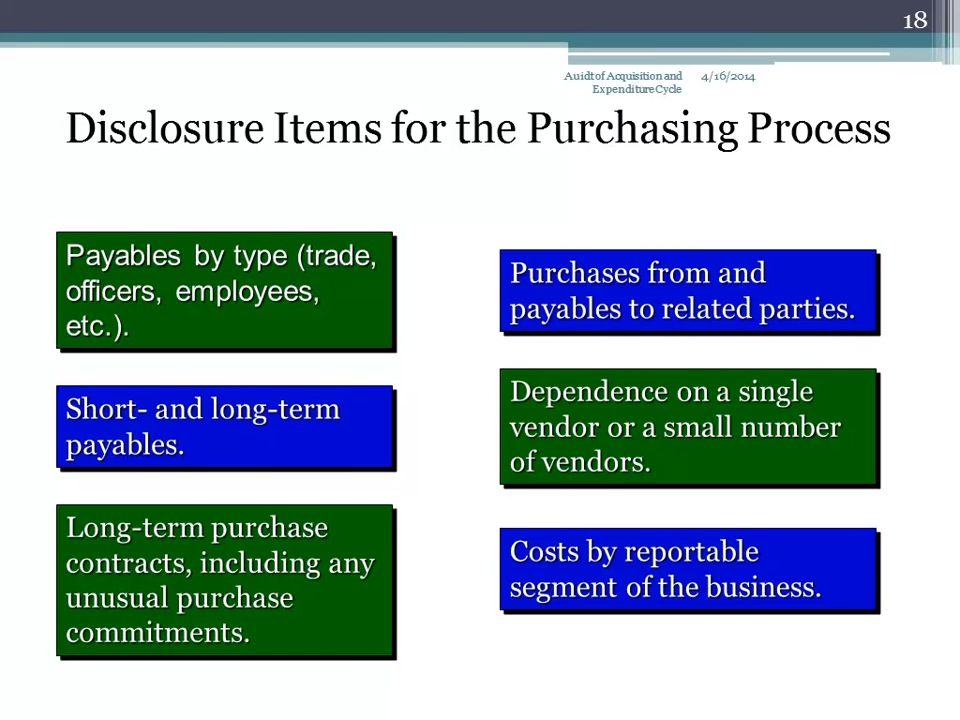 18
Auidt of Acquisition and
Expenditure Cycle
4/16/2014
Disclosure Items for the Purchasing Process
Payables by type (trade,
officers, employees,
etc.).
Short- and long-term
payables.
Long-term purchase
contracts, including any
unusual purchase
commitments.
Purchases from and
payables to related parties.
Dependence on a single
vendor or a small number
of vendors.
Costs by reportable
segment of the business.